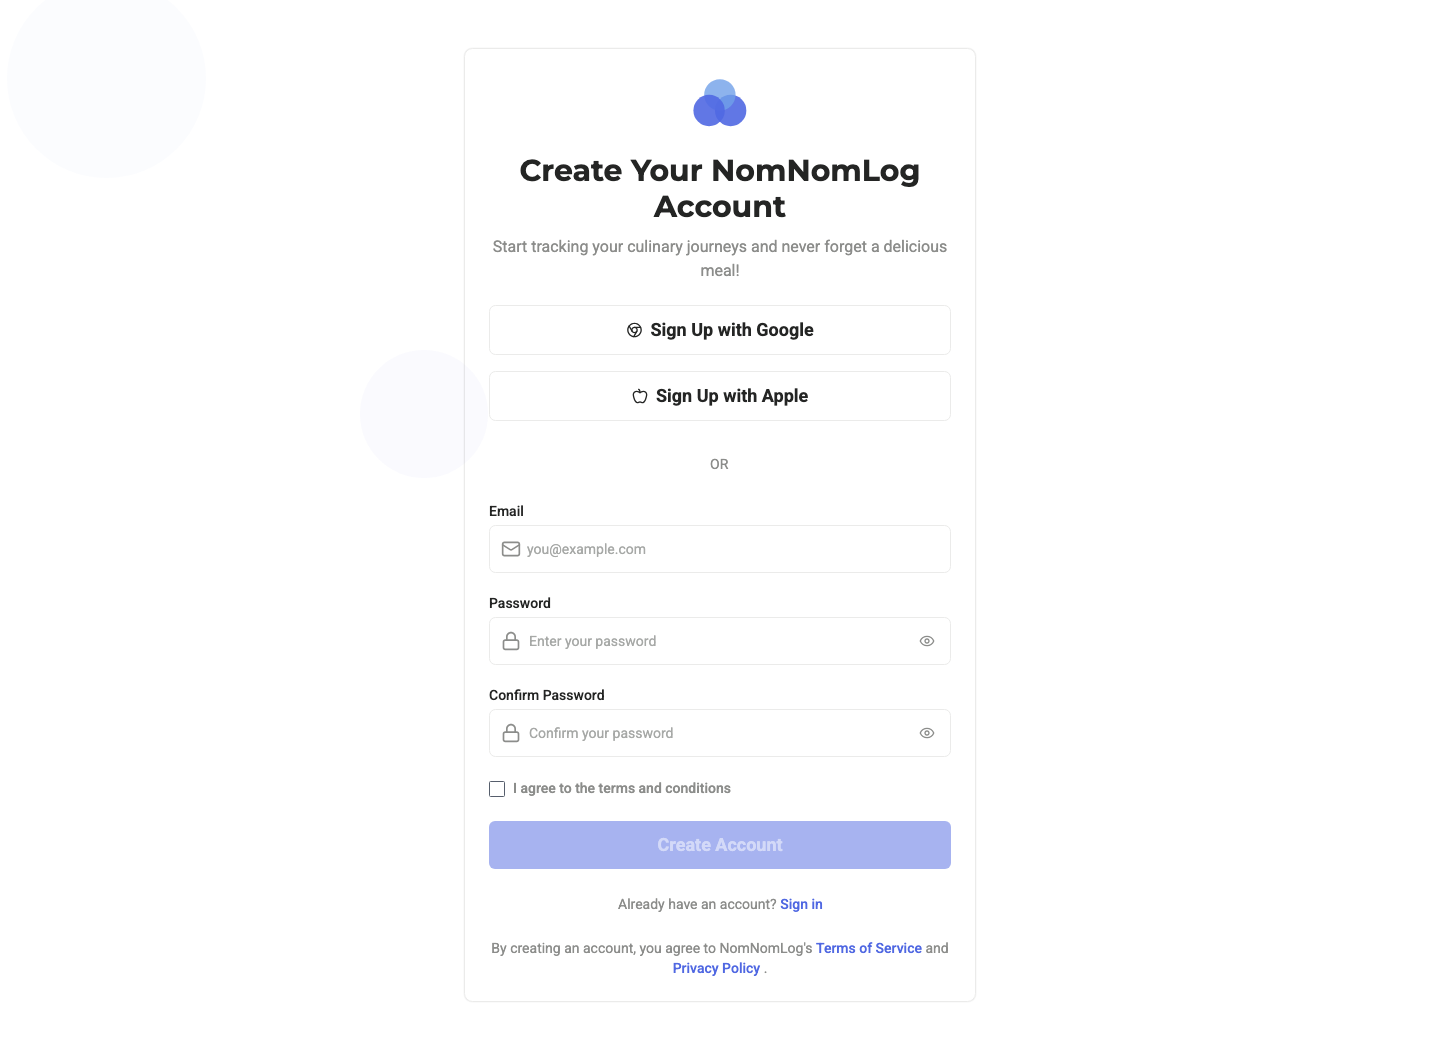 Create Your NomNomLog
Account
Start tracking your culinary journeys and never forget a delicious
meal!
Sign Up with Google
Sign Up with Apple
OR
Email
you@example.com
Password
Enter your password
Confirm Password
Confirm your password
I agree to the terms and conditions
Create Account
Already have an account? Sign in
By creating an account, you agree to NomNomLog's Terms of Service and
Privacy Policy .